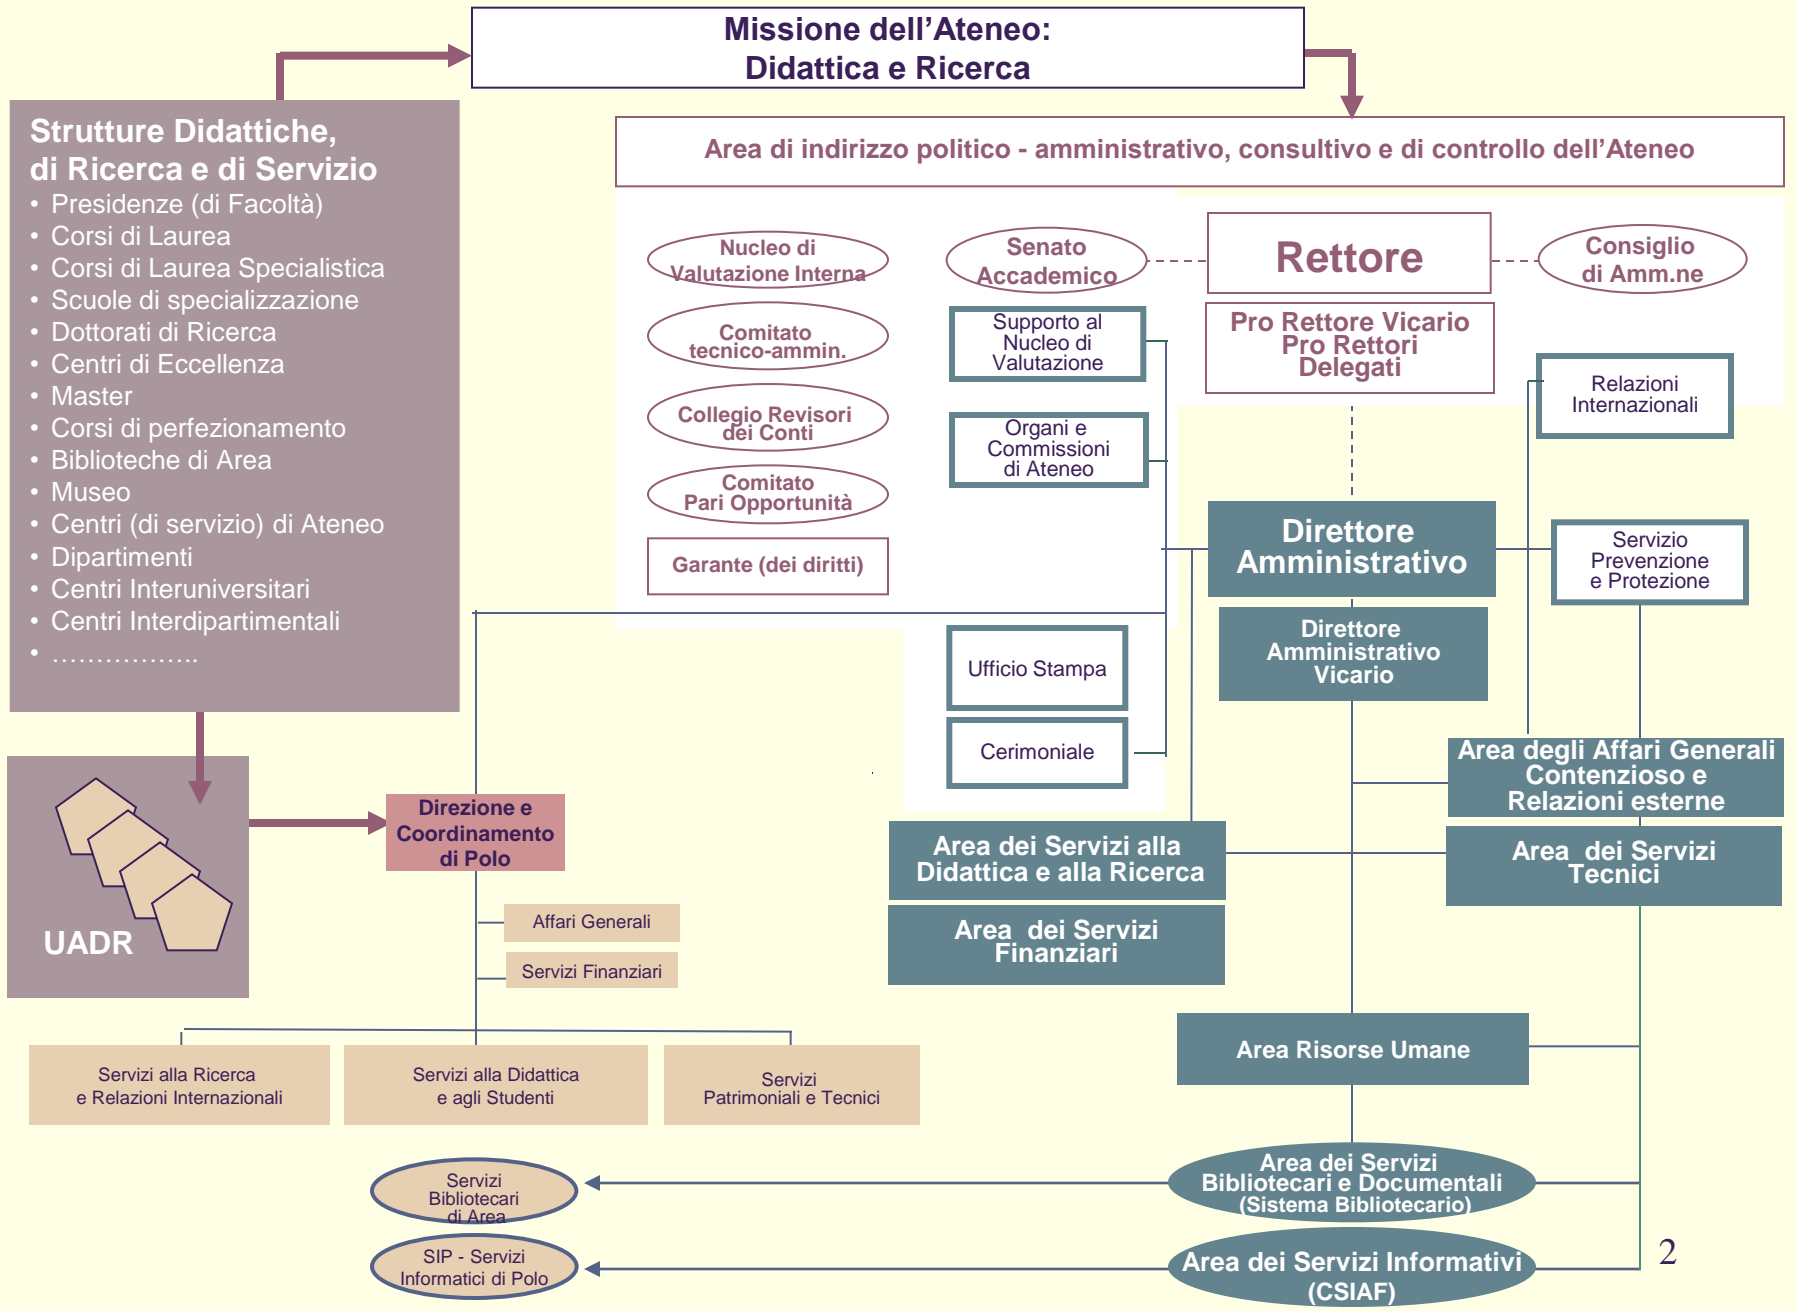 Missione dell’Ateneo:
Didattica e Ricerca
Strutture Didattiche,
di Ricerca e di Servizio
• Presidenze (di Facoltà)
• Corsi di Laurea
• Corsi di Laurea Specialistica
• Scuole di specializzazione
• Dottorati di Ricerca
• Centri di Eccellenza
• Master
• Corsi di perfezionamento
• Biblioteche di Area
• Museo
• Centri (di servizio) di Ateneo
• Dipartimenti
• Centri Interuniversitari
• Centri Interdipartimentali
• ……………..
UADR
Area di indirizzo politico - amministrativo, consultivo e di controllo dell’Ateneo
Nucleo di
Valutazione Interna
Comitato
tecnico-ammin.
Collegio Revisori
dei Conti
Comitato
Pari Opportunità
Garante (dei diritti)
Senato
Accademico
Rettore
Consiglio
di Amm.ne
Supporto al
Nucleo di
Valutazione
Pro Rettore Vicario
Pro Rettori
Delegati
Relazioni
Internazionali
Organi e
Commissioni
di Ateneo
Direttore
Amministrativo
Servizio
Prevenzione
e Protezione
Direttore
Amministrativo
Vicario
Ufficio Stampa
Cerimoniale
Area degli Affari Generali
Contenzioso e
Relazioni esterne
Area dei Servizi alla
Didattica e alla Ricerca
Area dei Servizi
Tecnici
Area dei Servizi
Finanziari
Direzione e
Coordinamento
di Polo
Affari Generali
Servizi Finanziari
Servizi alla Ricerca
e Relazioni Internazionali
Servizi alla Didattica
e agli Studenti
Servizi
Patrimoniali e Tecnici
Area Risorse Umane
Servizi
Bibliotecari
di Area
Area dei Servizi
Bibliotecari e Documentali
(Sistema Bibliotecario)
SIP - Servizi
Informatici di Polo
Area dei Servizi Informativi
(CSIAF)
2